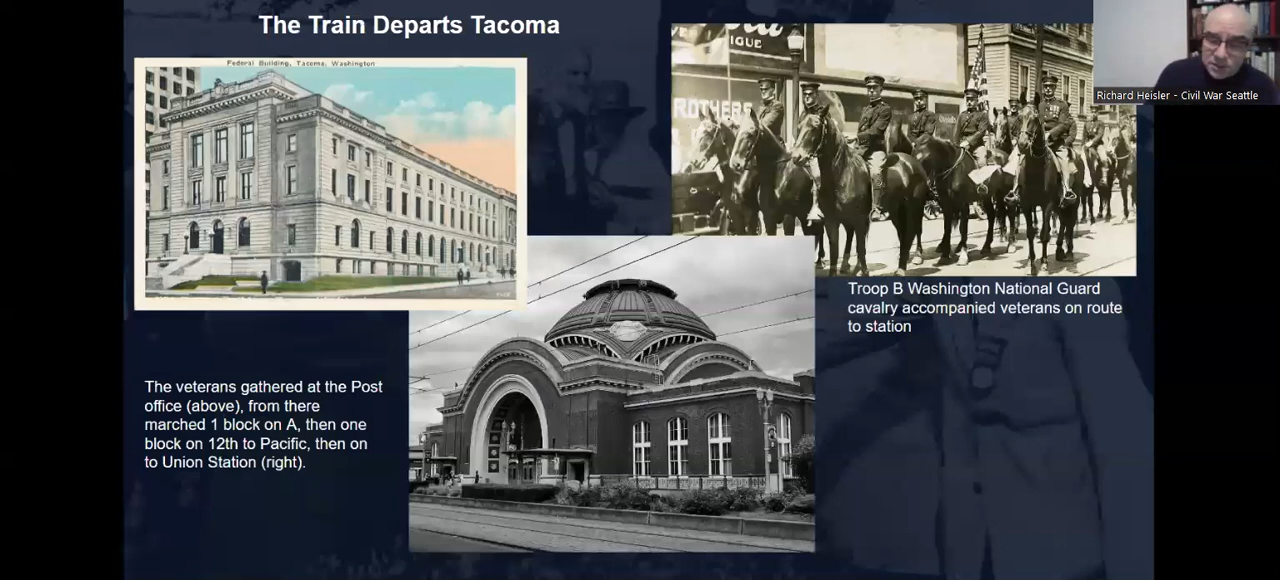 The Train Departs Tacoma
Federal Building, Tacoma, Washington
IGUE
ROTHERS
Richard Heisler - Civil War Seattle
Troop B Washington National Guard
cavalry accompanied veterans on route
to station
The veterans gathered at the Post
office (above), from there
marched 1 block on A, then one
block on 12th to Pacific, then on
to Union Station (right).